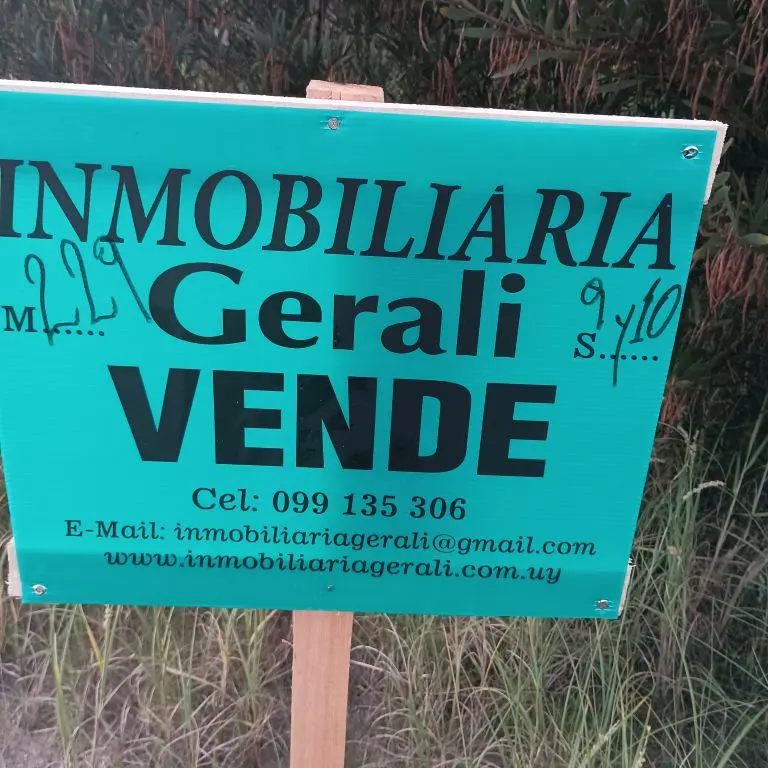 INMOBILIARIA
Gerali
M...... 229
S...... 9 y 10
VENDE
Cel: 099 135 306
E-Mail: inmobiliariagerali@gmail.com
www.inmobiliariagerali.com.uy